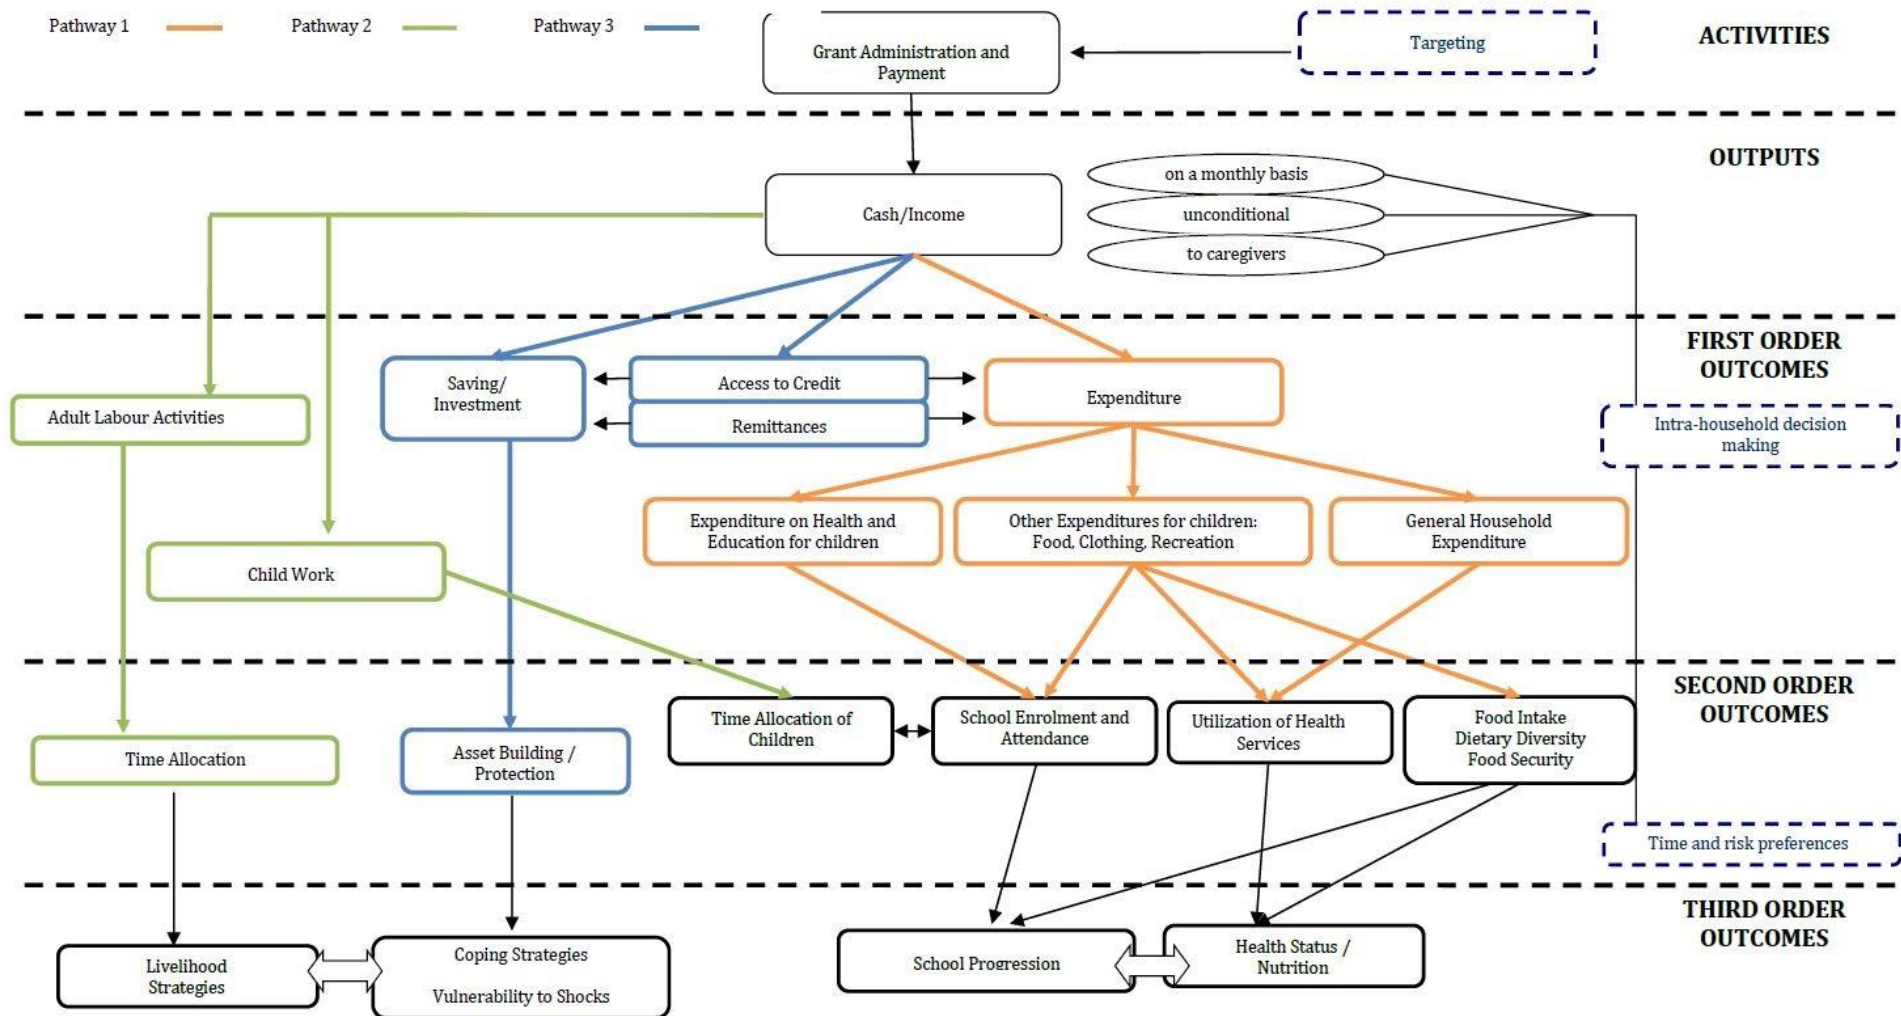 Pathway 1
Pathway 2
Pathway 3
Grant Administration and
Payment
Targeting
ACTIVITIES
OUTPUTS
on a monthly basis
unconditional
to caregivers
Cash/Income
FIRST ORDER
OUTCOMES
Saving/
Investment
Access to Credit
Remittances
Expenditure
Adult Labour Activities
Intra-household decision
making
Expenditure on Health and
Education for children
Other Expenditures for children:
Food, Clothing, Recreation
General Household
Expenditure
Child Work
SECOND ORDER
OUTCOMES
Time Allocation
Asset Building /
Protection
Time Allocation of
Children
School Enrolment and
Attendance
Utilization of Health
Services
Food Intake
Dietary Diversity
Food Security
Time and risk preferences
THIRD ORDER
OUTCOMES
Livelihood
Strategies
Coping Strategies
Vulnerability to Shocks
School Progression
Health Status /
Nutrition